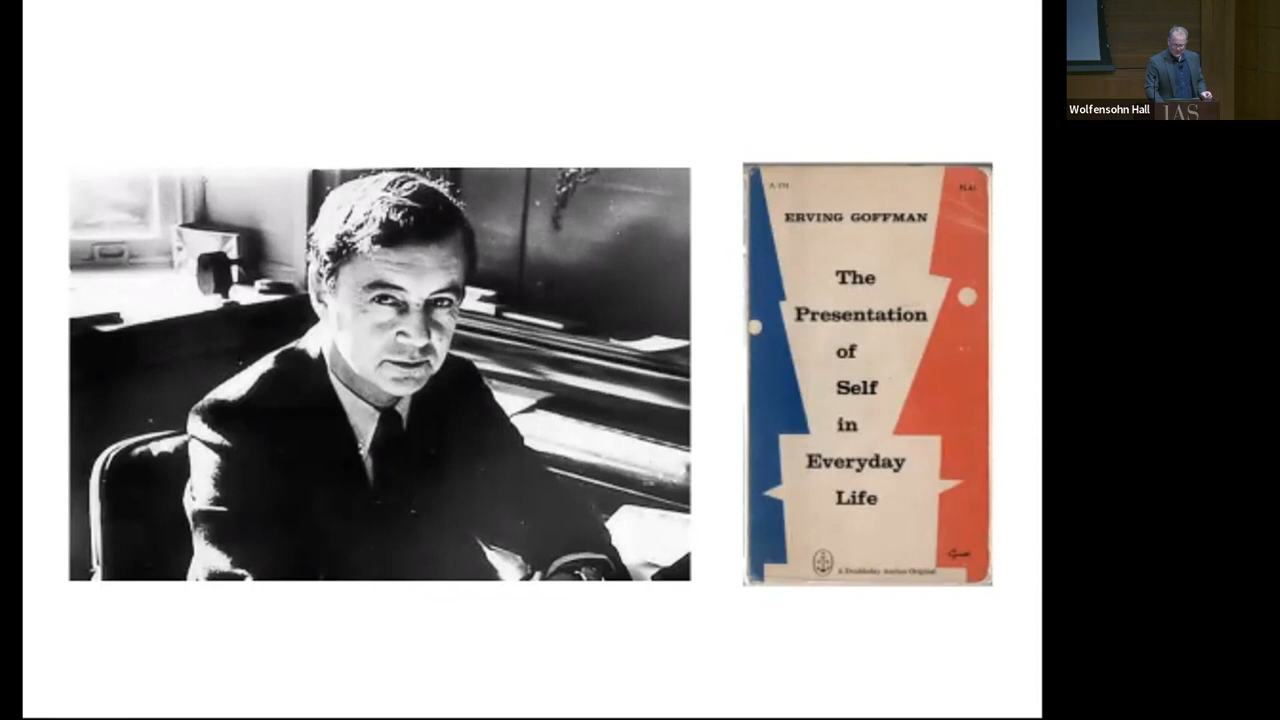 ERVING GOFFMAN
The
Presentation
of
Self
in
Everyday
Life
A Doubleday Anchor Original
Wolfensohn Hall
IAS